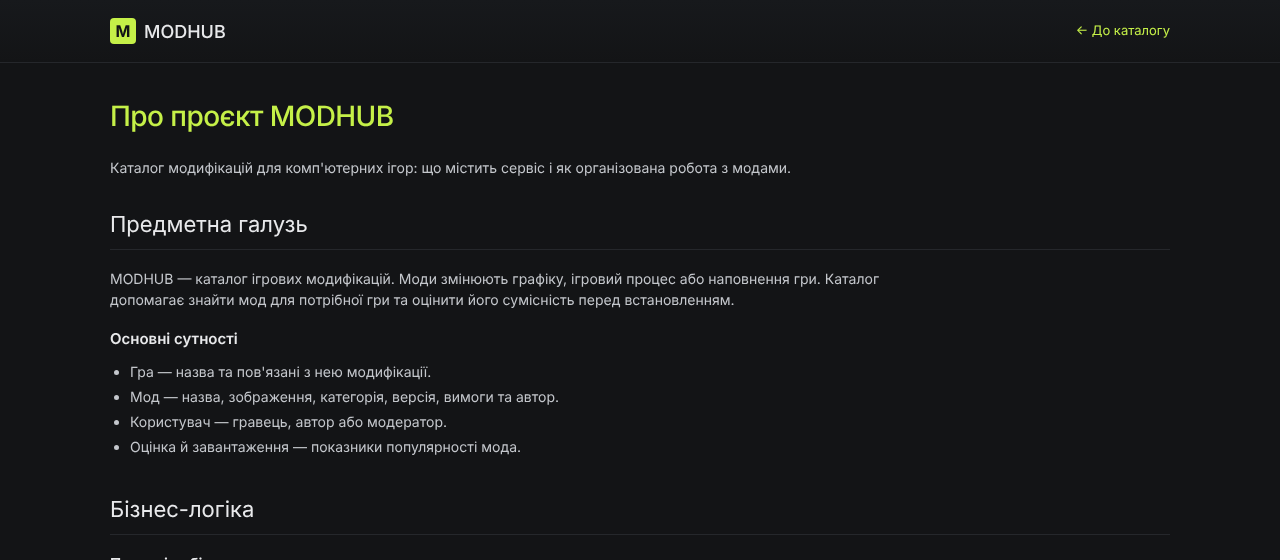 M MODHUB
← До каталогу
Про проєкт MODHUB
Каталог модифікацій для комп'ютерних ігор: що містить сервіс і як організована робота з модами.
Предметна галузь
MODHUB — каталог ігрових модифікацій. Моди змінюють графіку, ігровий процес або наповнення гри. Каталог
допомагає знайти мод для потрібної гри та оцінити його сумісність перед встановленням.
Основні сутності
• Гра — назва та пов'язані з нею модифікації.
• Мод — назва, зображення, категорія, версія, вимоги та автор.
• Користувач — гравець, автор або модератор.
• Оцінка й завантаження — показники популярності мода.
Бізнес-логіка